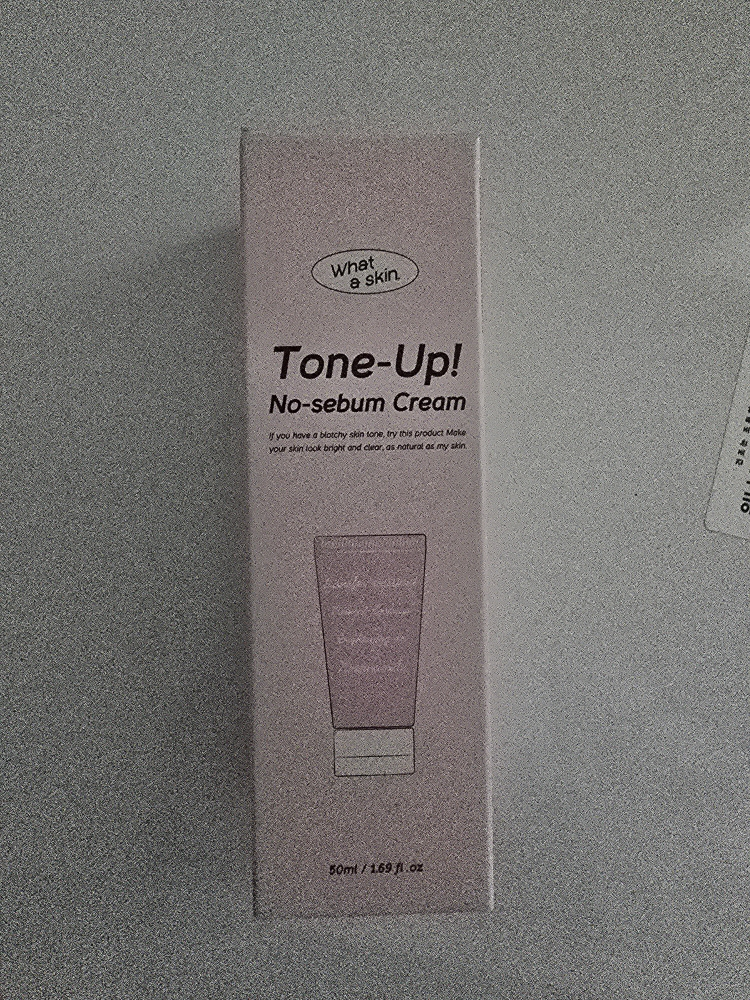 What
a skin
Tone-Up!
No-sebum Cream
If you have a blotchy skin tone, try this product. Make
your skin look bright and clear, as natural as my skin.
50ml / 1.69 fl.oz